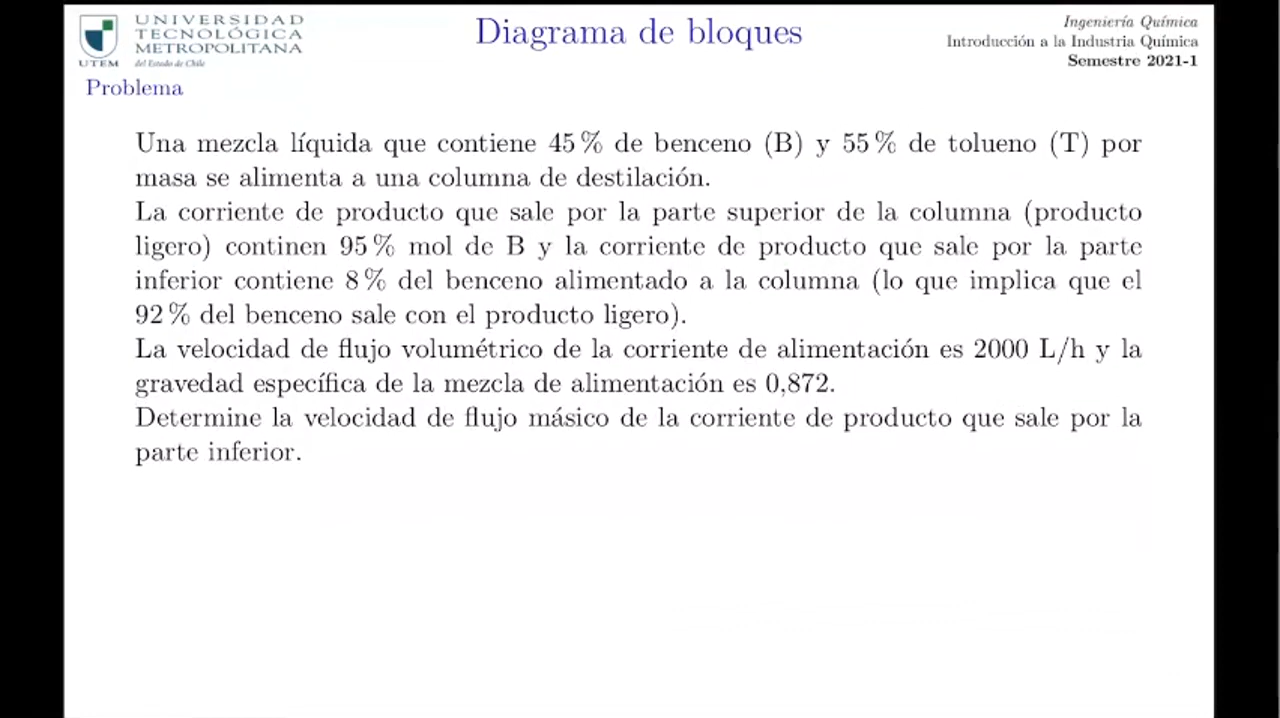 UNIVERSIDAD
TECNOLÓGICA
METROPOLITANA
UTEM del Estado de Chile
Diagrama de bloques
Ingeniería Química
Introducción a la Industria Química
Semestre 2021-1
Problema
Una mezcla líquida que contiene 45 % de benceno (B) y 55 % de tolueno (T) por
masa se alimenta a una columna de destilación.
La corriente de producto que sale por la parte superior de la columna (producto
ligero) continen 95 % mol de B y la corriente de producto que sale por la parte
inferior contiene 8 % del benceno alimentado a la columna (lo que implica que el
92 % del benceno sale con el producto ligero).
La velocidad de flujo volumétrico de la corriente de alimentación es 2000 L/h y la
gravedad específica de la mezcla de alimentación es 0,872.
Determine la velocidad de flujo másico de la corriente de producto que sale por la
parte inferior.